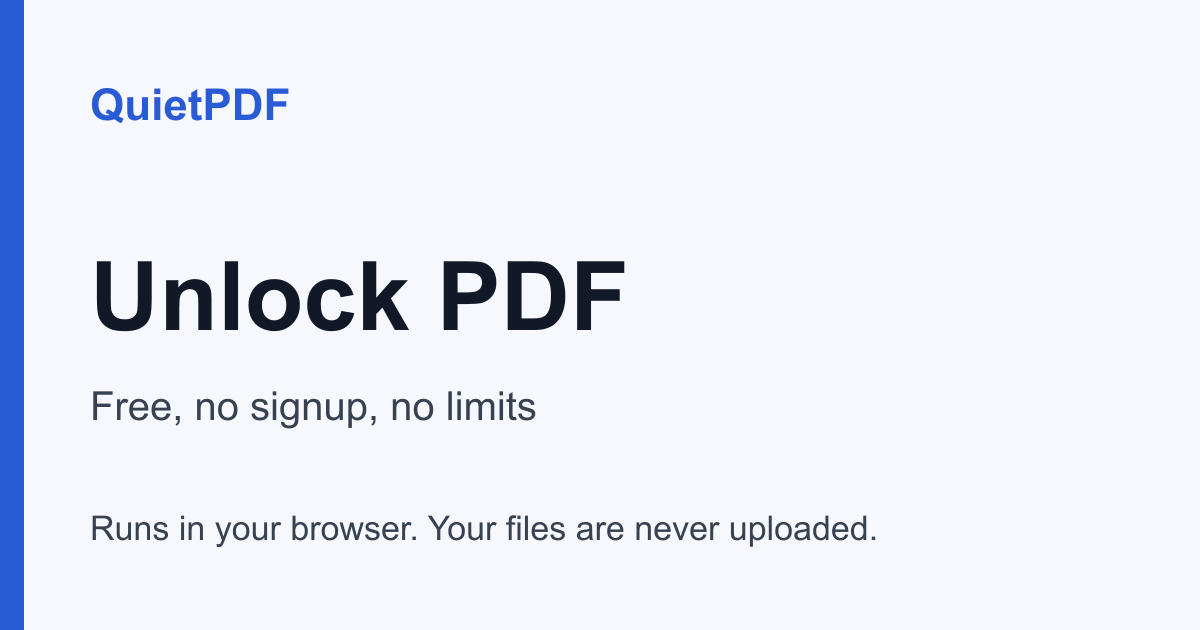 QuietPDF
Unlock PDF
Free, no signup, no limits
Runs in your browser. Your files are never uploaded.